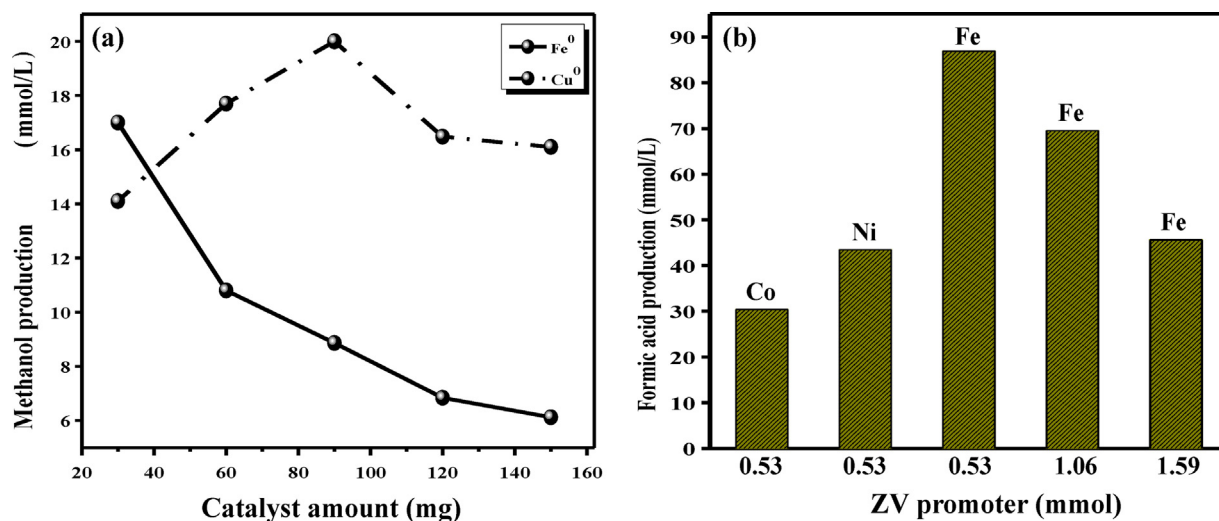 (a)
Fe⁰
Cu⁰
Methanol production (mmol/L)
20
18
16
14
12
10
8
6
20 40 60 80 100 120 140 160
Catalyst amount (mg)
(b)
Formic acid production (mmol/L)
90
80
70
60
50
40
30
20
10
0
Co
Ni
Fe
Fe
Fe
0.53 0.53 0.53 1.06 1.59
ZV promoter (mmol)